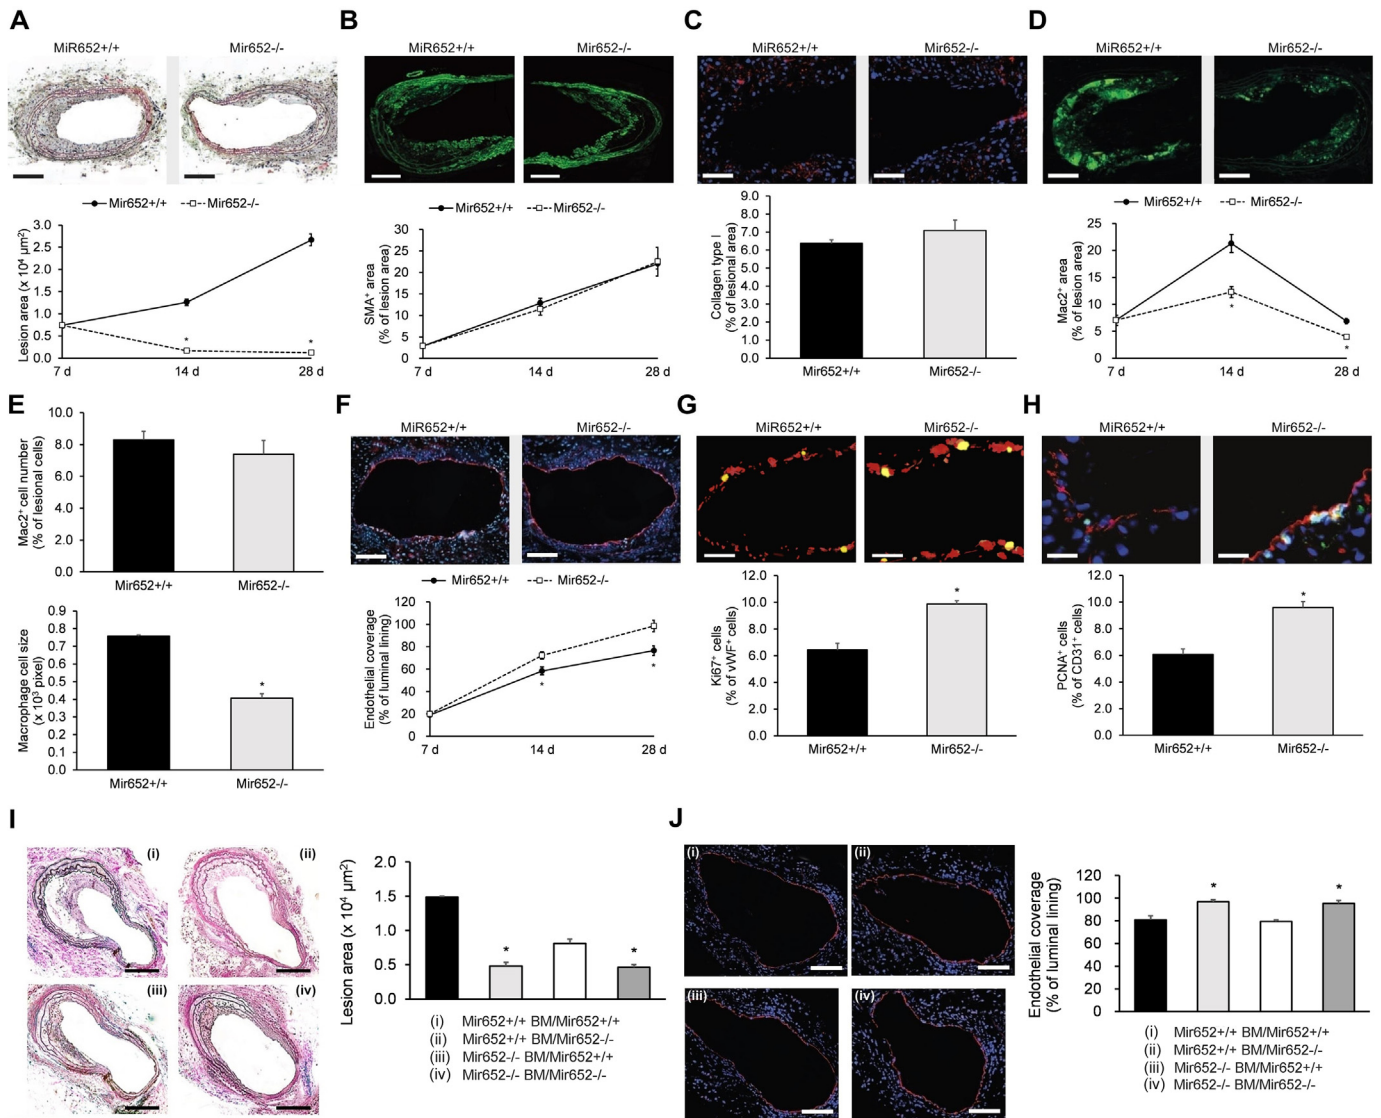 A
MiR652+/+ Mir652-/-
Mir652+/+ Mir652-/-
Lesion area (x 10⁴ µm²)
3.0
2.5
2.0
1.5
1.0
0.5
0.0
*
*
7 d 14 d 28 d
B
MiR652+/+ Mir652-/-
Mir652+/+ Mir652-/-
SMA⁺ area
(% of lesion area)
30
25
20
15
10
5
0
7 d 14 d 28 d
C
MiR652+/+ Mir652-/-
Collagen type I
(% of lesional area)
9.0
8.0
7.0
6.0
5.0
4.0
3.0
2.0
1.0
0.0
Mir652+/+ Mir652-/-
D
MiR652+/+ Mir652-/-
Mir652+/+ Mir652-/-
Mac2⁺ area
(% of lesion area)
25
20
15
10
5
0
*
*
7 d 14 d 28 d
E
Mac2⁺ cell number
(% of lesional cells)
10.0
8.0
6.0
4.0
2.0
0.0
Mir652+/+ Mir652-/-
Macrophage cell size
(x 10³ pixel)
0.9
0.8
0.7
0.6
0.5
0.4
0.3
0.2
0.1
0.0
*
Mir652+/+ Mir652-/-
F
MiR652+/+ Mir652-/-
Mir652+/+ Mir652-/-
Endothelial coverage
(% of luminal lining)
120
100
80
60
40
20
0
*
*
7 d 14 d 28 d
G
MiR652+/+ Mir652-/-
Ki67⁺ cells
(% of vWF⁺ cells)
12.0
10.0
8.0
6.0
4.0
2.0
0.0
*
Mir652+/+ Mir652-/-
H
MiR652+/+ Mir652-/-
PCNA⁺ cells
(% of CD31⁺ cells)
12.0
10.0
8.0
6.0
4.0
2.0
0.0
*
Mir652+/+ Mir652-/-
I
(i) (ii)
(iii) (iv)
Lesion area (x 10⁴ µm²)
2.0
1.5
1.0
0.5
0.0
* *
(i) Mir652+/+ BM/Mir652+/+
(ii) Mir652+/+ BM/Mir652-/-
(iii) Mir652-/- BM/Mir652+/+
(iv) Mir652-/- BM/Mir652-/-
J
(i) (ii)
(iii) (iv)
Endothelial coverage
(% of luminal lining)
120
100
80
60
40
20
0
* *
(i) Mir652+/+ BM/Mir652+/+
(ii) Mir652+/+ BM/Mir652-/-
(iii) Mir652-/- BM/Mir652+/+
(iv) Mir652-/- BM/Mir652-/-